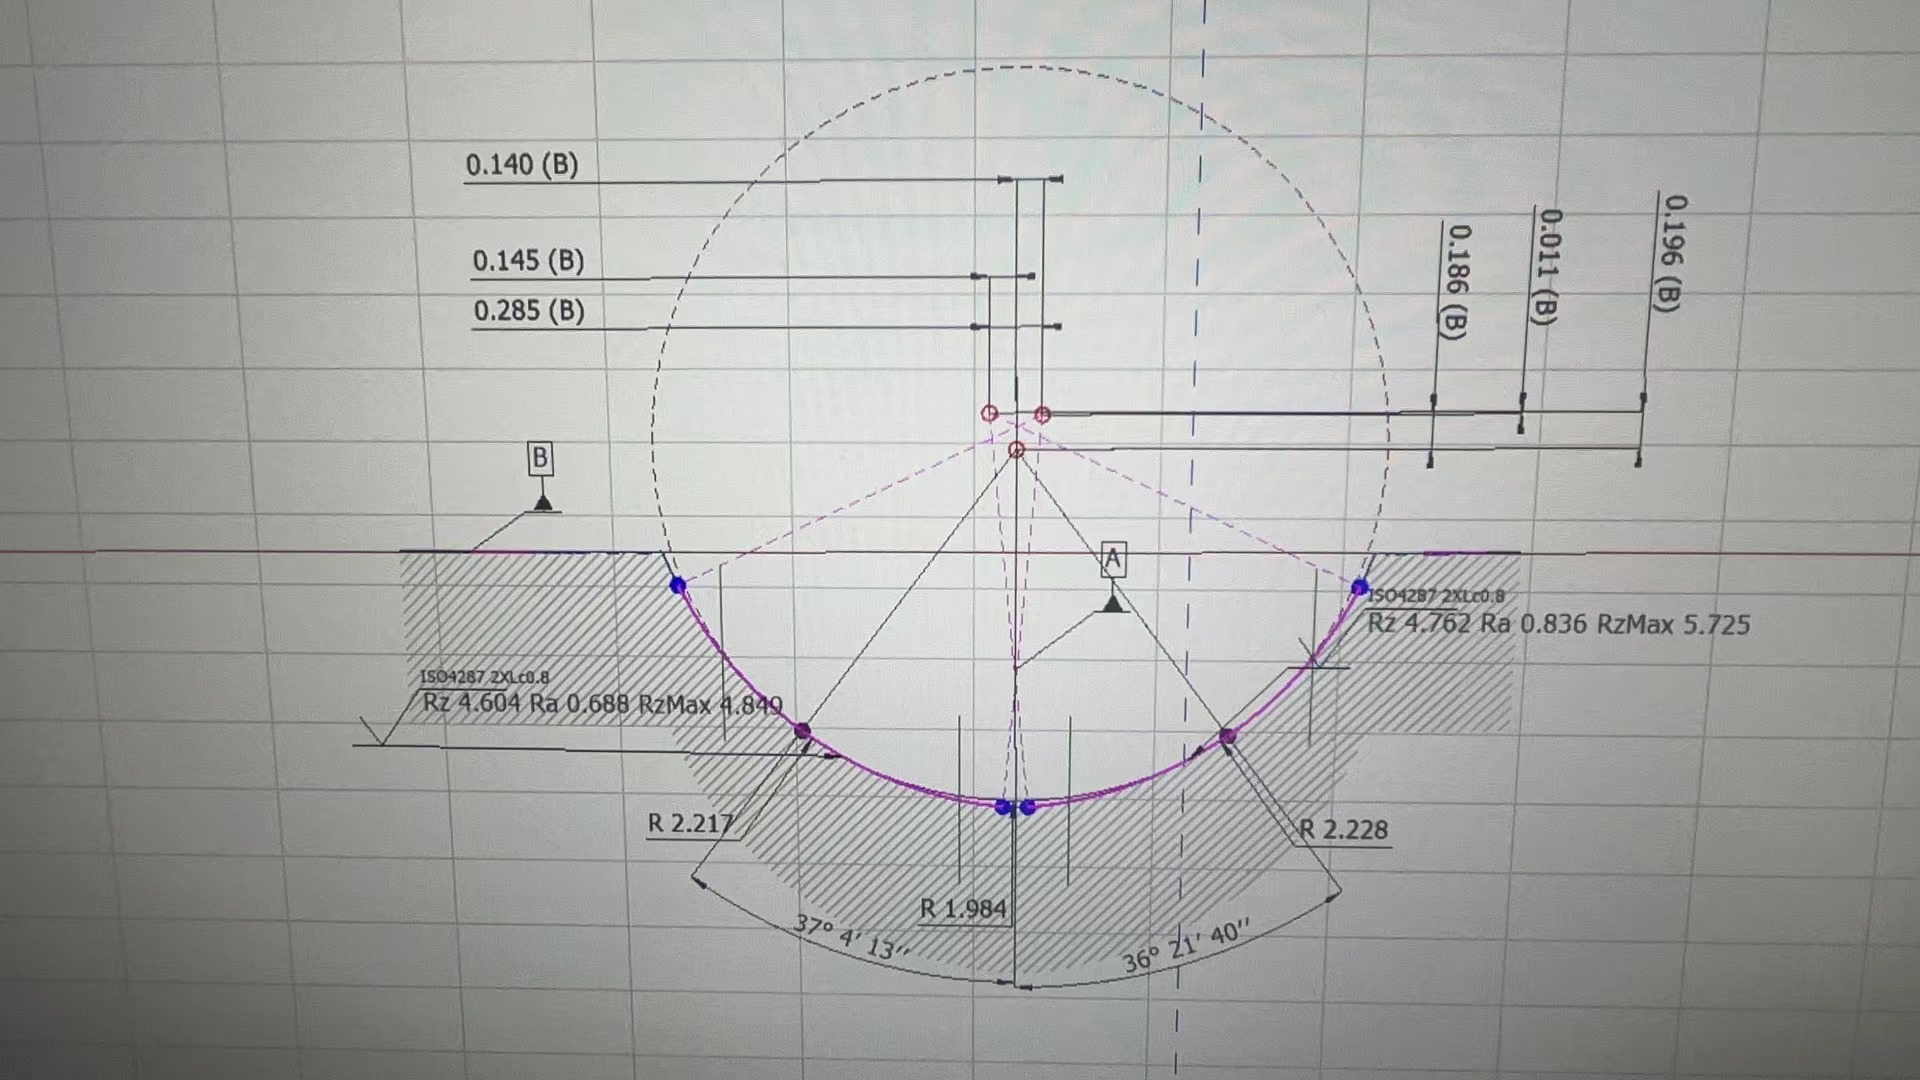 0.140 (B)
0.145 (B)
0.285 (B)
0.186 (B)
0.011 (B)
0.196 (B)
B
A
ISO4287 2XLc0.8
Rz 4.762 Ra 0.836 RzMax 5.725
ISO4287 2XLc0.8
Rz 4.604 Ra 0.688 RzMax 4.849
R 2.217
R 2.228
R 1.984
37° 4' 13''
36° 21' 40''